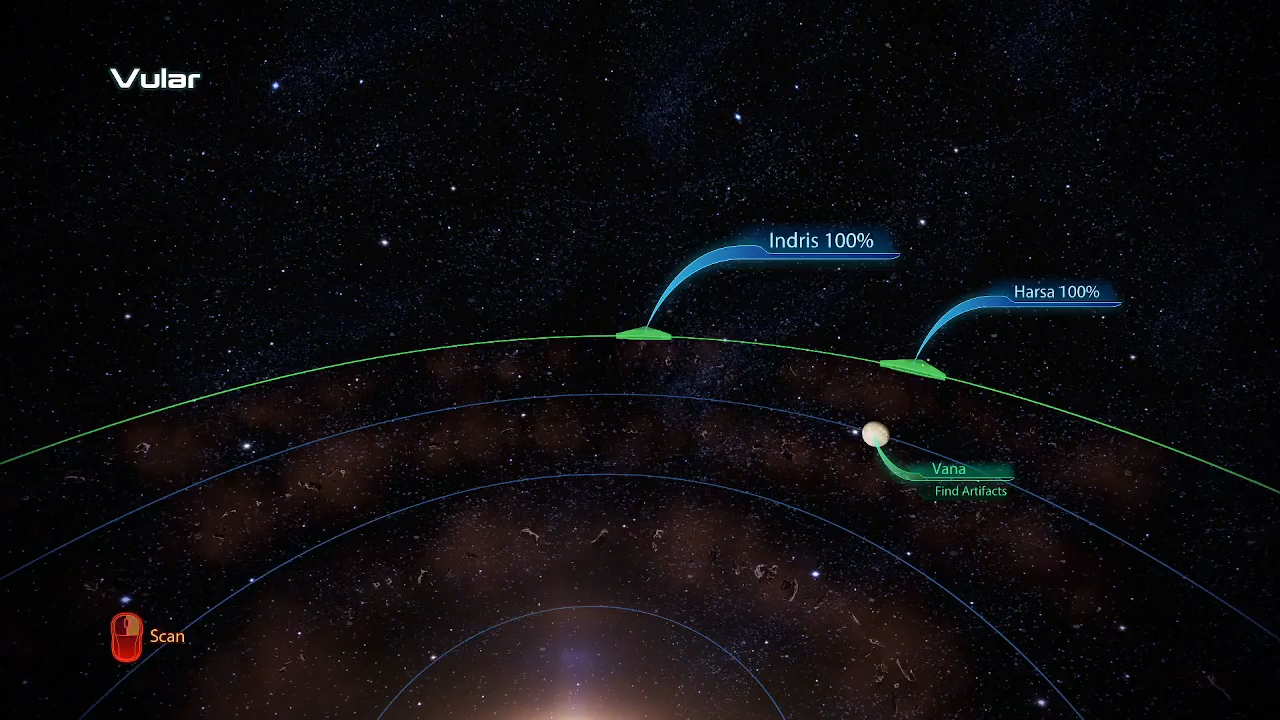 Vular
Indris 100%
Harsa 100%
Vana
Find Artifacts
Scan